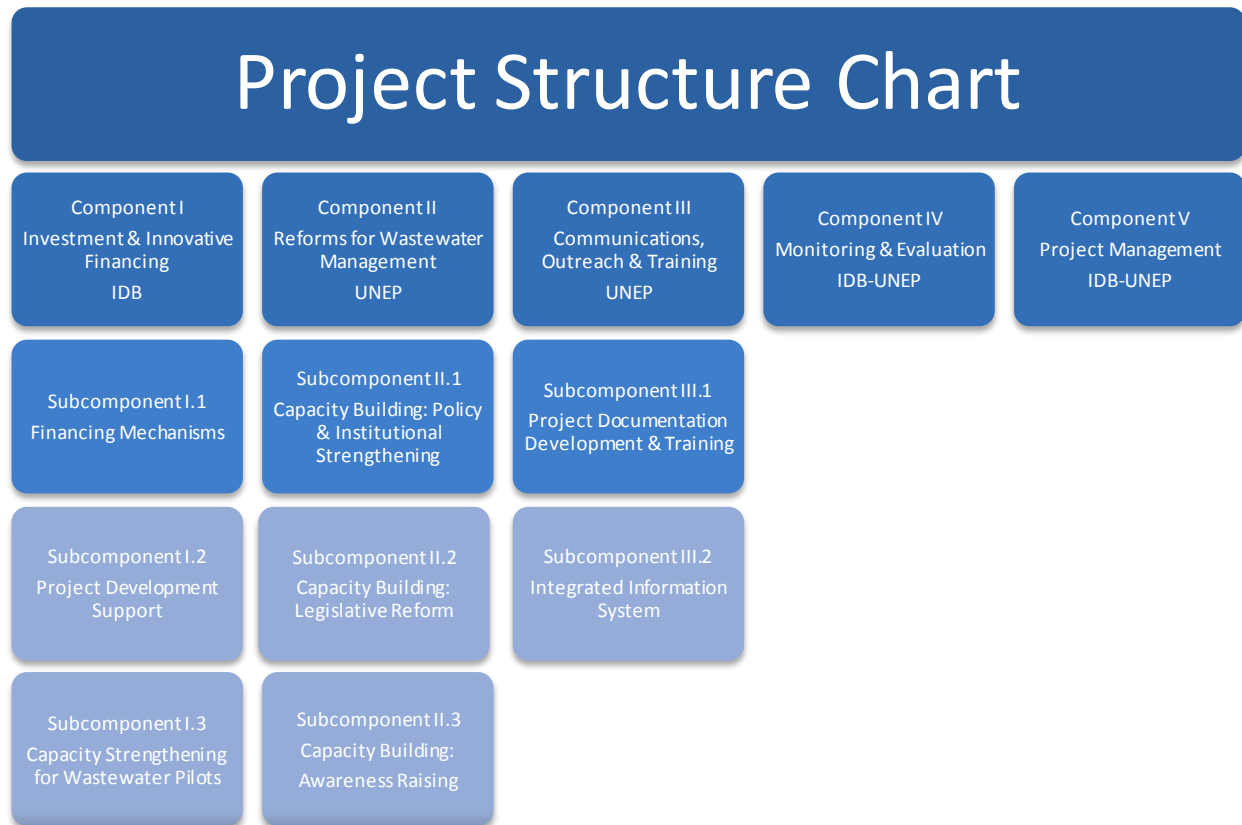 Project Structure Chart
Component I
Investment & Innovative
Financing
IDB
Component II
Reforms for Wastewater
Management
UNEP
Component III
Communications,
Outreach & Training
UNEP
Component IV
Monitoring & Evaluation
IDB-UNEP
Component V
Project Management
IDB-UNEP
Subcomponent I.1
Financing Mechanisms
Subcomponent II.1
Capacity Building: Policy
& Institutional
Strengthening
Subcomponent III.1
Project Documentation
Development & Training
Subcomponent I.2
Project Development
Support
Subcomponent II.2
Capacity Building:
Legislative Reform
Subcomponent III.2
Integrated Information
System
Subcomponent I.3
Capacity Strengthening
for Wastewater Pilots
Subcomponent II.3
Capacity Building:
Awareness Raising